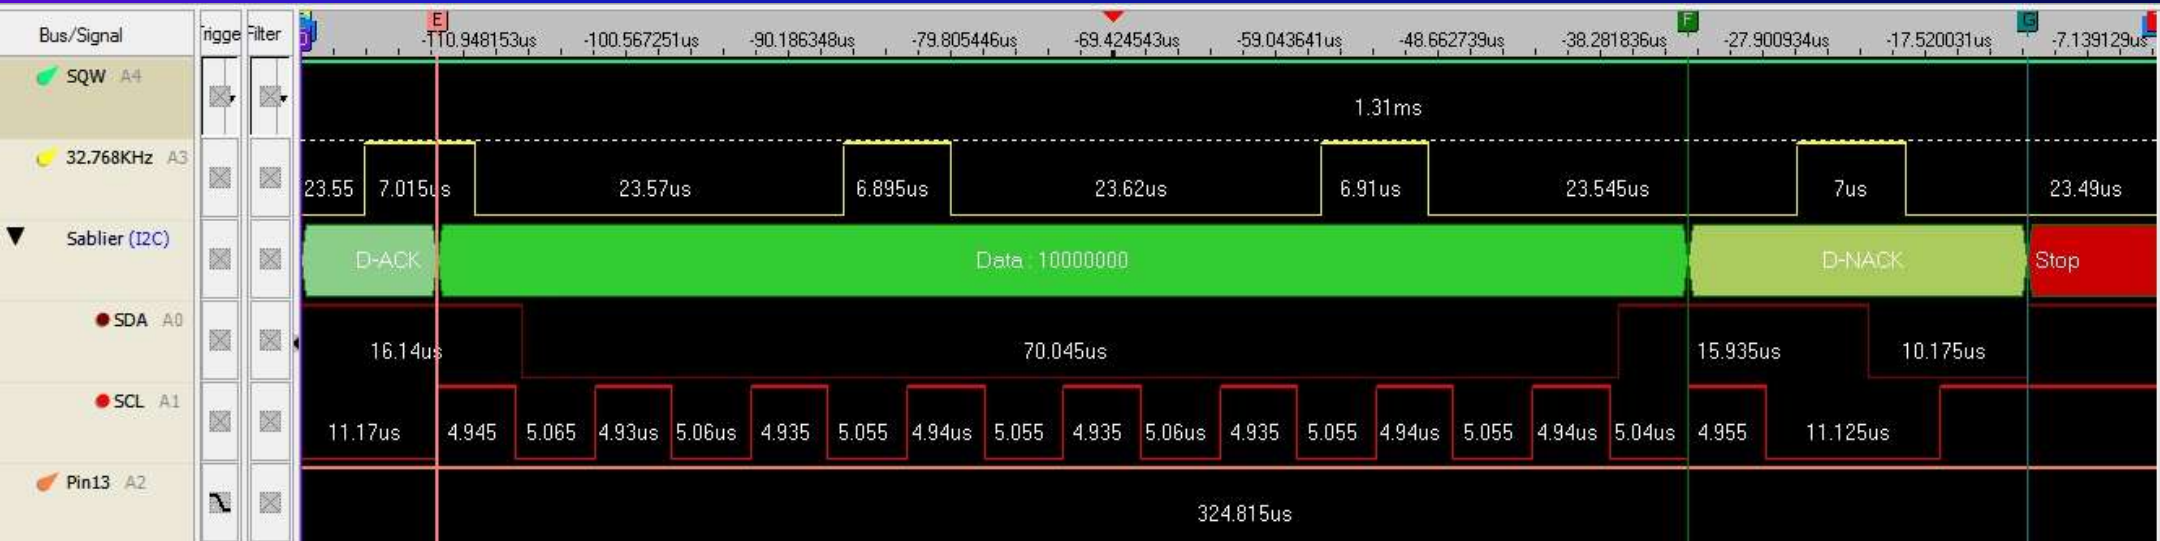 Bus/Signal
rigge
Filter
E
F
G
-110.948153us
-100.567251us
-90.186348us
-79.805446us
-69.424543us
-59.043641us
-48.662739us
-38.281836us
-27.900934us
-17.520031us
-7.139129us
SQW A4
1.31ms
32.768KHz A3
23.55
7.015us
23.57us
6.895us
23.62us
6.91us
23.545us
7us
23.49us
Sablier (I2C)
D-ACK
Data : 10000000
D-NACK
Stop
SDA A0
16.14us
70.045us
15.935us
10.175us
SCL A1
11.17us
4.945
5.065
4.93us
5.06us
4.935
5.055
4.94us
5.055
4.935
5.06us
4.935
5.055
4.94us
5.055
4.94us
5.04us
4.955
11.125us
Pin13 A2
324.815us